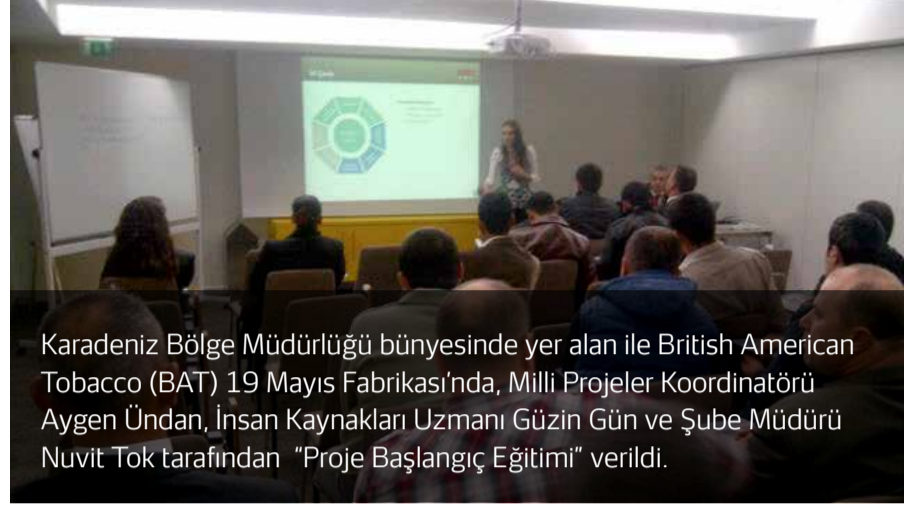 Karadeniz Bölge Müdürlüğü bünyesinde yer alan ile British American
Tobacco (BAT) 19 Mayıs Fabrikası’nda, Milli Projeler Koordinatörü
Aygen Ündan, İnsan Kaynakları Uzmanı Güzin Gün ve Şube Müdürü
Nuvit Tok tarafından “Proje Başlangıç Eğitimi” verildi.